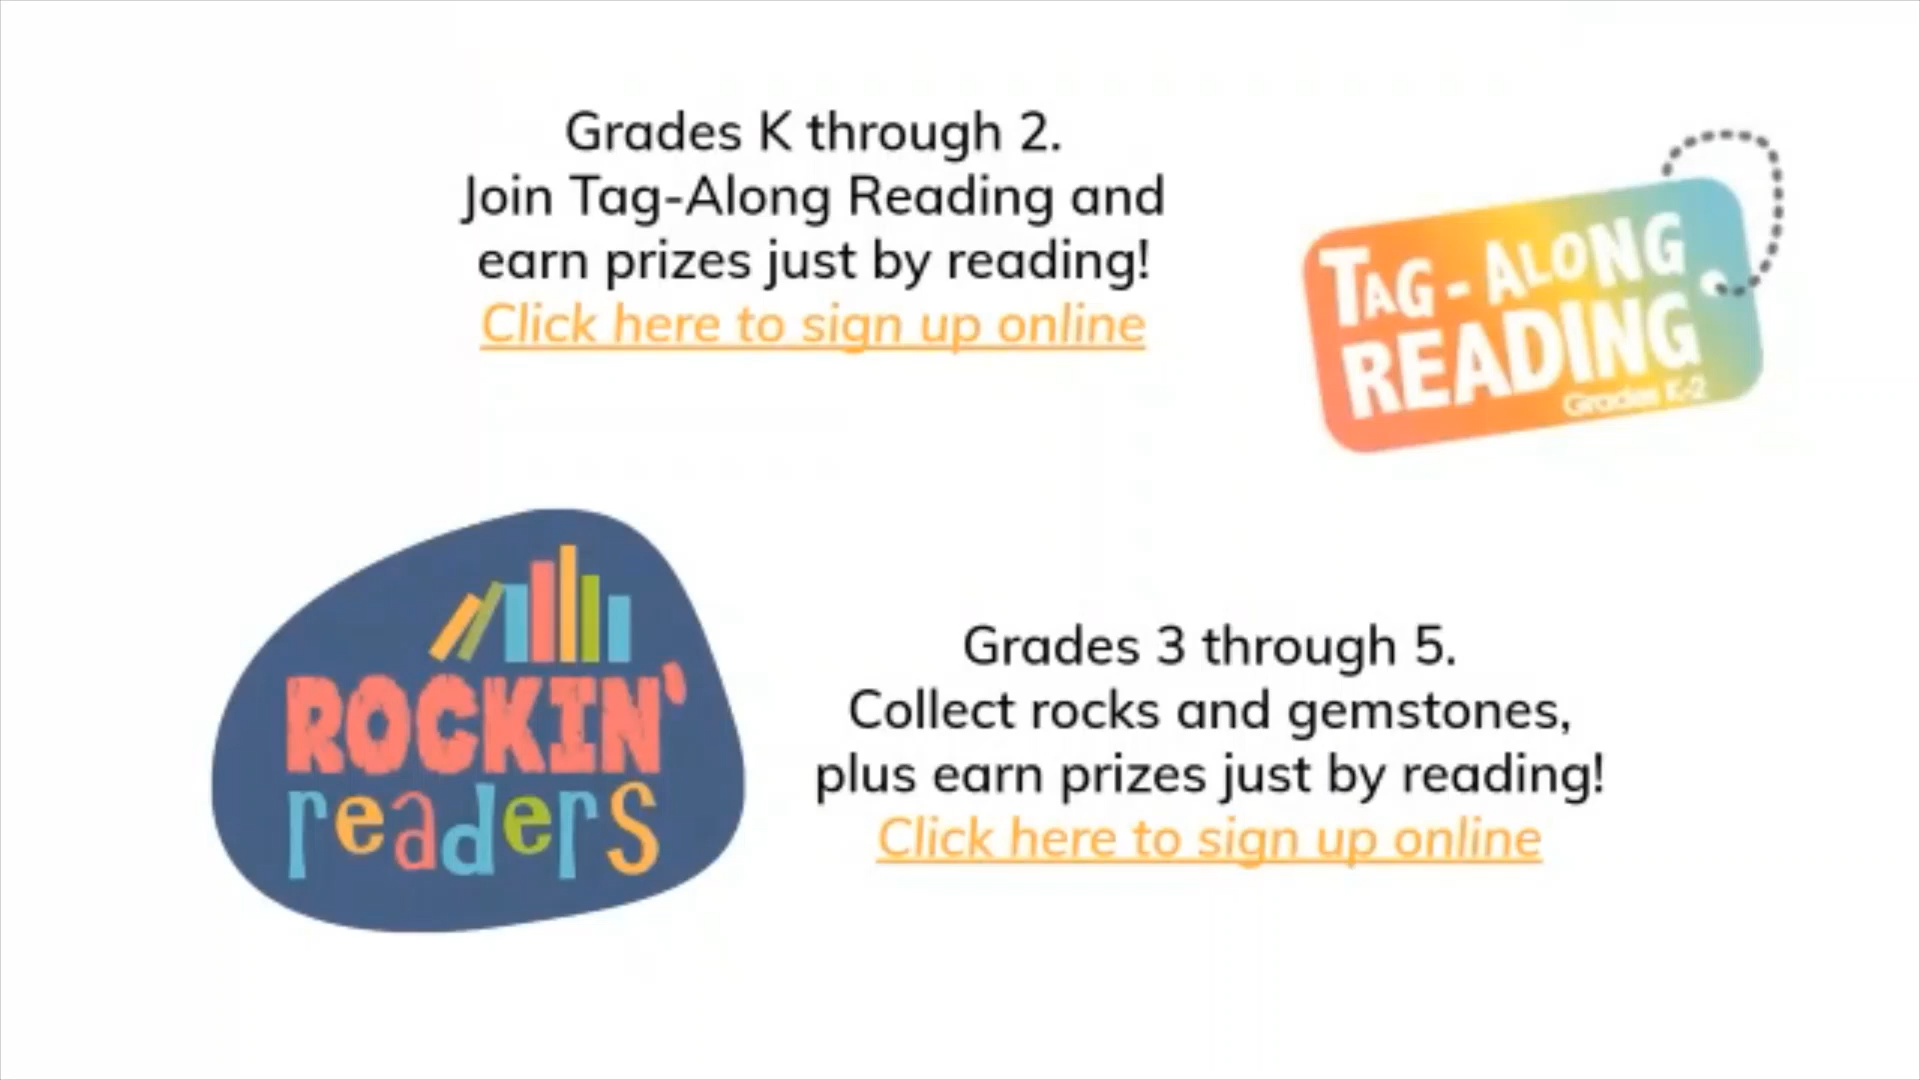 Grades K through 2.
Join Tag-Along Reading and
earn prizes just by reading!
Click here to sign up online
TAG-ALONG
READING
Grades K-2
ROCKIN'
readers
Grades 3 through 5.
Collect rocks and gemstones,
plus earn prizes just by reading!
Click here to sign up online